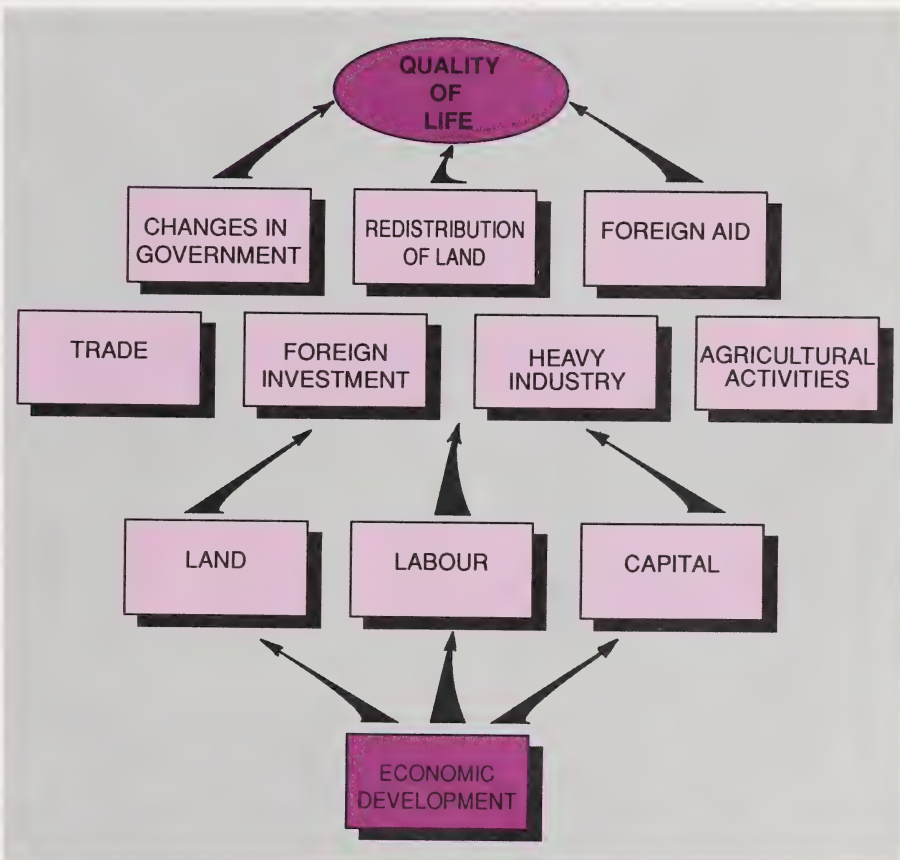 QUALITY
OF
LIFE
CHANGES IN
GOVERNMENT
REDISTRIBUTION
OF LAND
FOREIGN AID
TRADE
FOREIGN
INVESTMENT
HEAVY
INDUSTRY
AGRICULTURAL
ACTIVITIES
LAND
LABOUR
CAPITAL
ECONOMIC
DEVELOPMENT